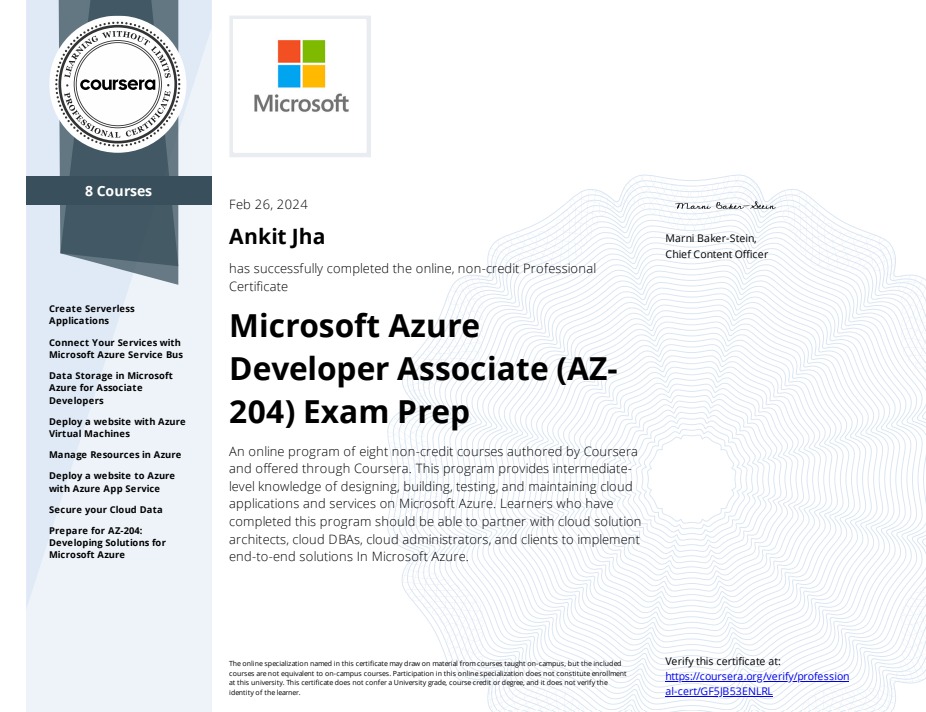 LEARNING WITHOUT LIMITS
coursera
PROFESSIONAL CERTIFICATE
8 Courses
Create Serverless
Applications
Connect Your Services with
Microsoft Azure Service Bus
Data Storage in Microsoft
Azure for Associate
Developers
Deploy a website with Azure
Virtual Machines
Manage Resources in Azure
Deploy a website to Azure
with Azure App Service
Secure your Cloud Data
Prepare for AZ-204:
Developing Solutions for
Microsoft Azure
Microsoft
Feb 26, 2024
Ankit Jha
has successfully completed the online, non-credit Professional
Certificate
Microsoft Azure
Developer Associate (AZ-
204) Exam Prep
An online program of eight non-credit courses authored by Coursera
and offered through Coursera. This program provides intermediate-
level knowledge of designing, building, testing, and maintaining cloud
applications and services on Microsoft Azure. Learners who have
completed this program should be able to partner with cloud solution
architects, cloud DBAs, cloud administrators, and clients to implement
end-to-end solutions In Microsoft Azure.
Marni Baker-Stein
Marni Baker-Stein,
Chief Content Officer
The online specialization named in this certificate may draw on material from courses taught on-campus, but the included
courses are not equivalent to on-campus courses. Participation in this online specialization does not constitute enrollment
at this university. This certificate does not confer a University grade, course credit or degree, and it does not verify the
identity of the learner.
Verify this certificate at:
https://coursera.org/verify/profession
al-cert/GF5JB53ENLRL